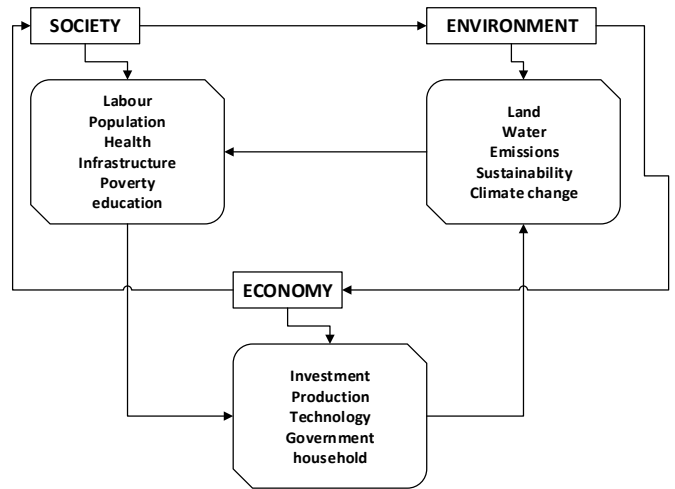 SOCIETY
ENVIRONMENT
Labour
Population
Health
Infrastructure
Poverty
education
Land
Water
Emissions
Sustainability
Climate change
ECONOMY
Investment
Production
Technology
Government
household